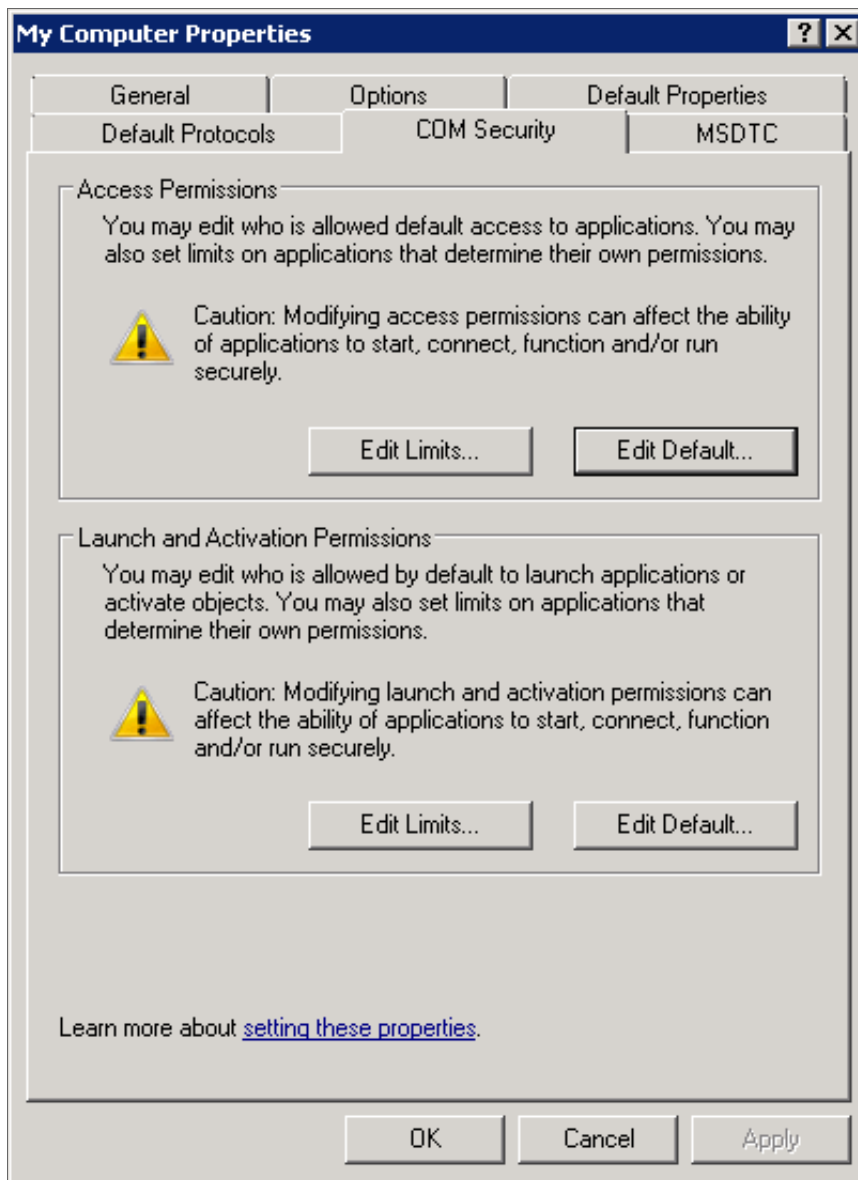 My Computer Properties
General Options Default Properties
Default Protocols COM Security MSDTC
Access Permissions
You may edit who is allowed default access to applications. You may
also set limits on applications that determine their own permissions.
Caution: Modifying access permissions can affect the ability
of applications to start, connect, function and/or run
securely.
Edit Limits... Edit Default...
Launch and Activation Permissions
You may edit who is allowed by default to launch applications or
activate objects. You may also set limits on applications that
determine their own permissions.
Caution: Modifying launch and activation permissions can
affect the ability of applications to start, connect, function
and/or run securely.
Edit Limits... Edit Default...
Learn more about setting these properties.
OK Cancel Apply